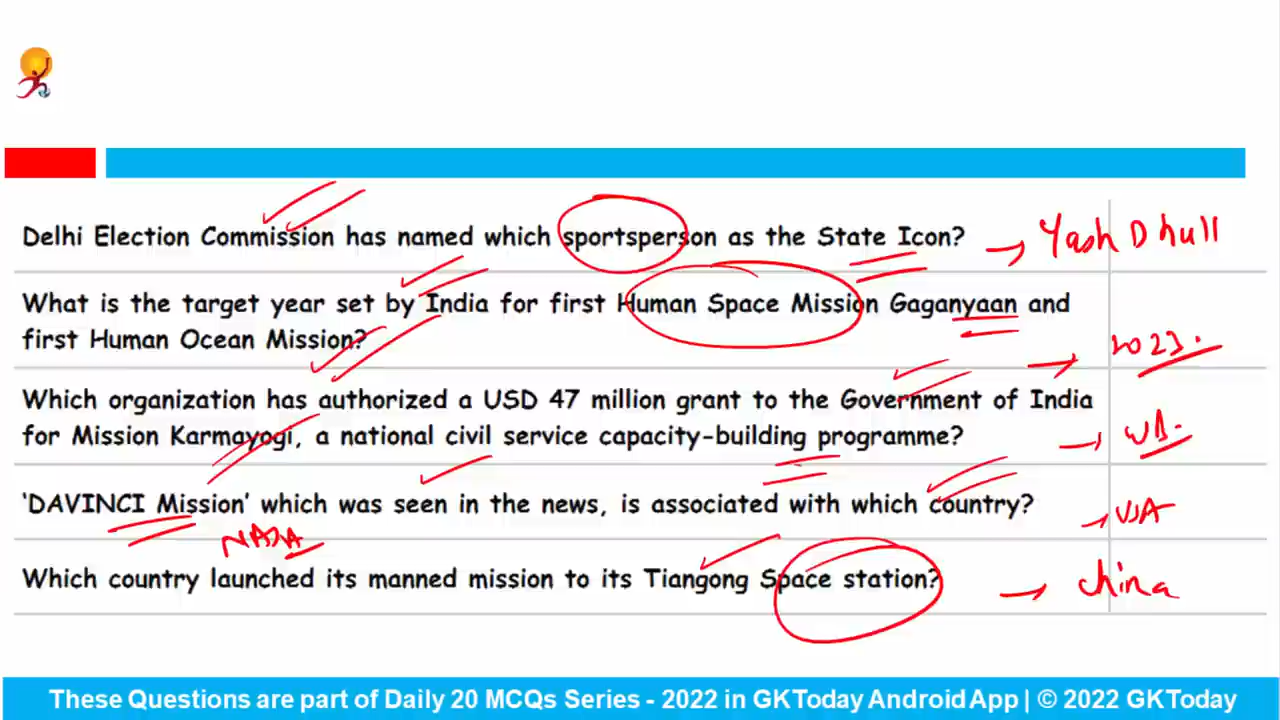 Delhi Election Commission has named which sportsperson as the State Icon? → Yash Dhull
What is the target year set by India for first Human Space Mission Gaganyaan and
first Human Ocean Mission? → 2023.
Which organization has authorized a USD 47 million grant to the Government of India
for Mission Karmayogi, a national civil service capacity-building programme? → WB.
‘DAVINCI Mission’ which was seen in the news, is associated with which country? → USA
NASA
Which country launched its manned mission to its Tiangong Space station? → China
These Questions are part of Daily 20 MCQs Series - 2022 in GKToday Android App | © 2022 GKToday